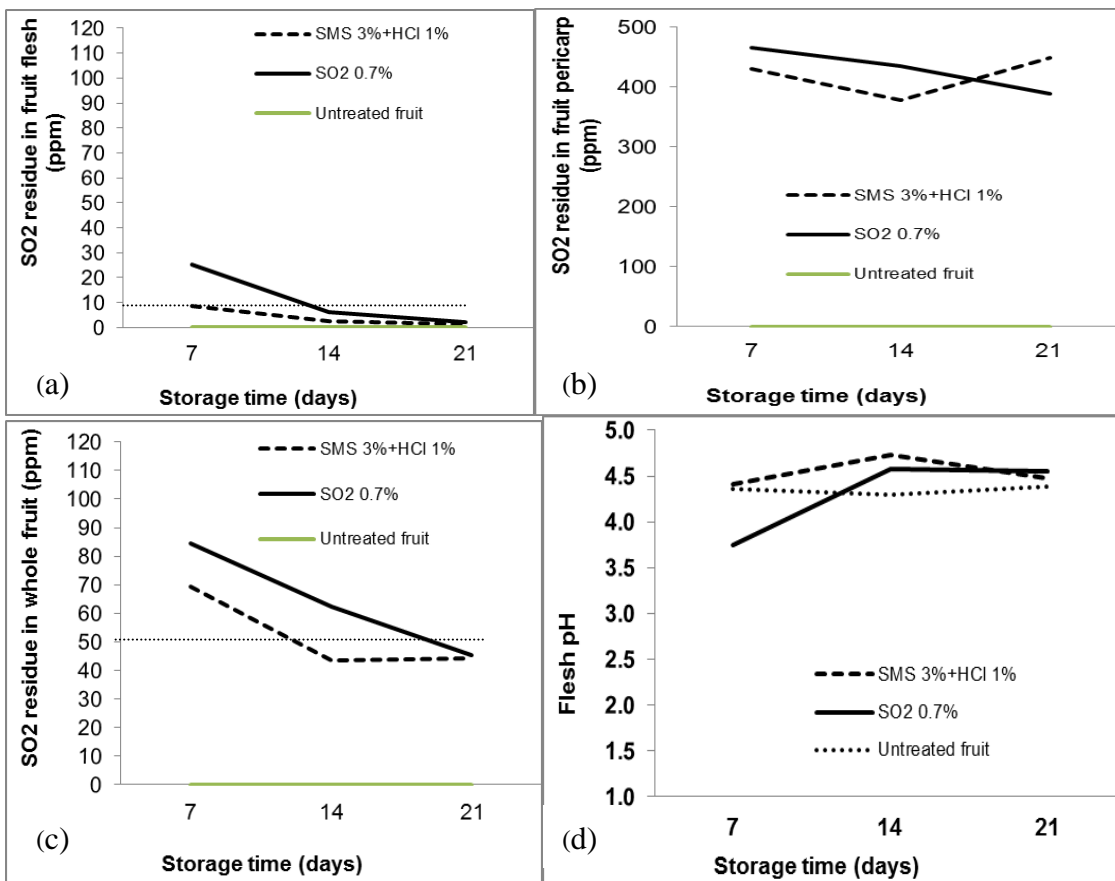 SO2 residue in fruit flesh
(ppm)
120
110
100
90
80
70
60
50
40
30
20
10
0
SMS 3%+HCl 1%
SO2 0.7%
Untreated fruit
7 14 21
(a)
Storage time (days)
SO2 residue in fruit pericarp
(ppm)
500
400
300
200
100
0
SMS 3%+HCl 1%
SO2 0.7%
Untreated fruit
7 14 21
(b)
Storage time (days)
SO2 residue in whole fruit (ppm)
120
110
100
90
80
70
60
50
40
30
20
10
0
SMS 3%+HCl 1%
SO2 0.7%
Untreated fruit
7 14 21
(c)
Storage time (days)
Flesh pH
5.0
4.5
4.0
3.5
3.0
2.5
2.0
1.5
1.0
SMS 3%+HCl 1%
SO2 0.7%
Untreated fruit
7 14 21
(d)
Storage time (days)